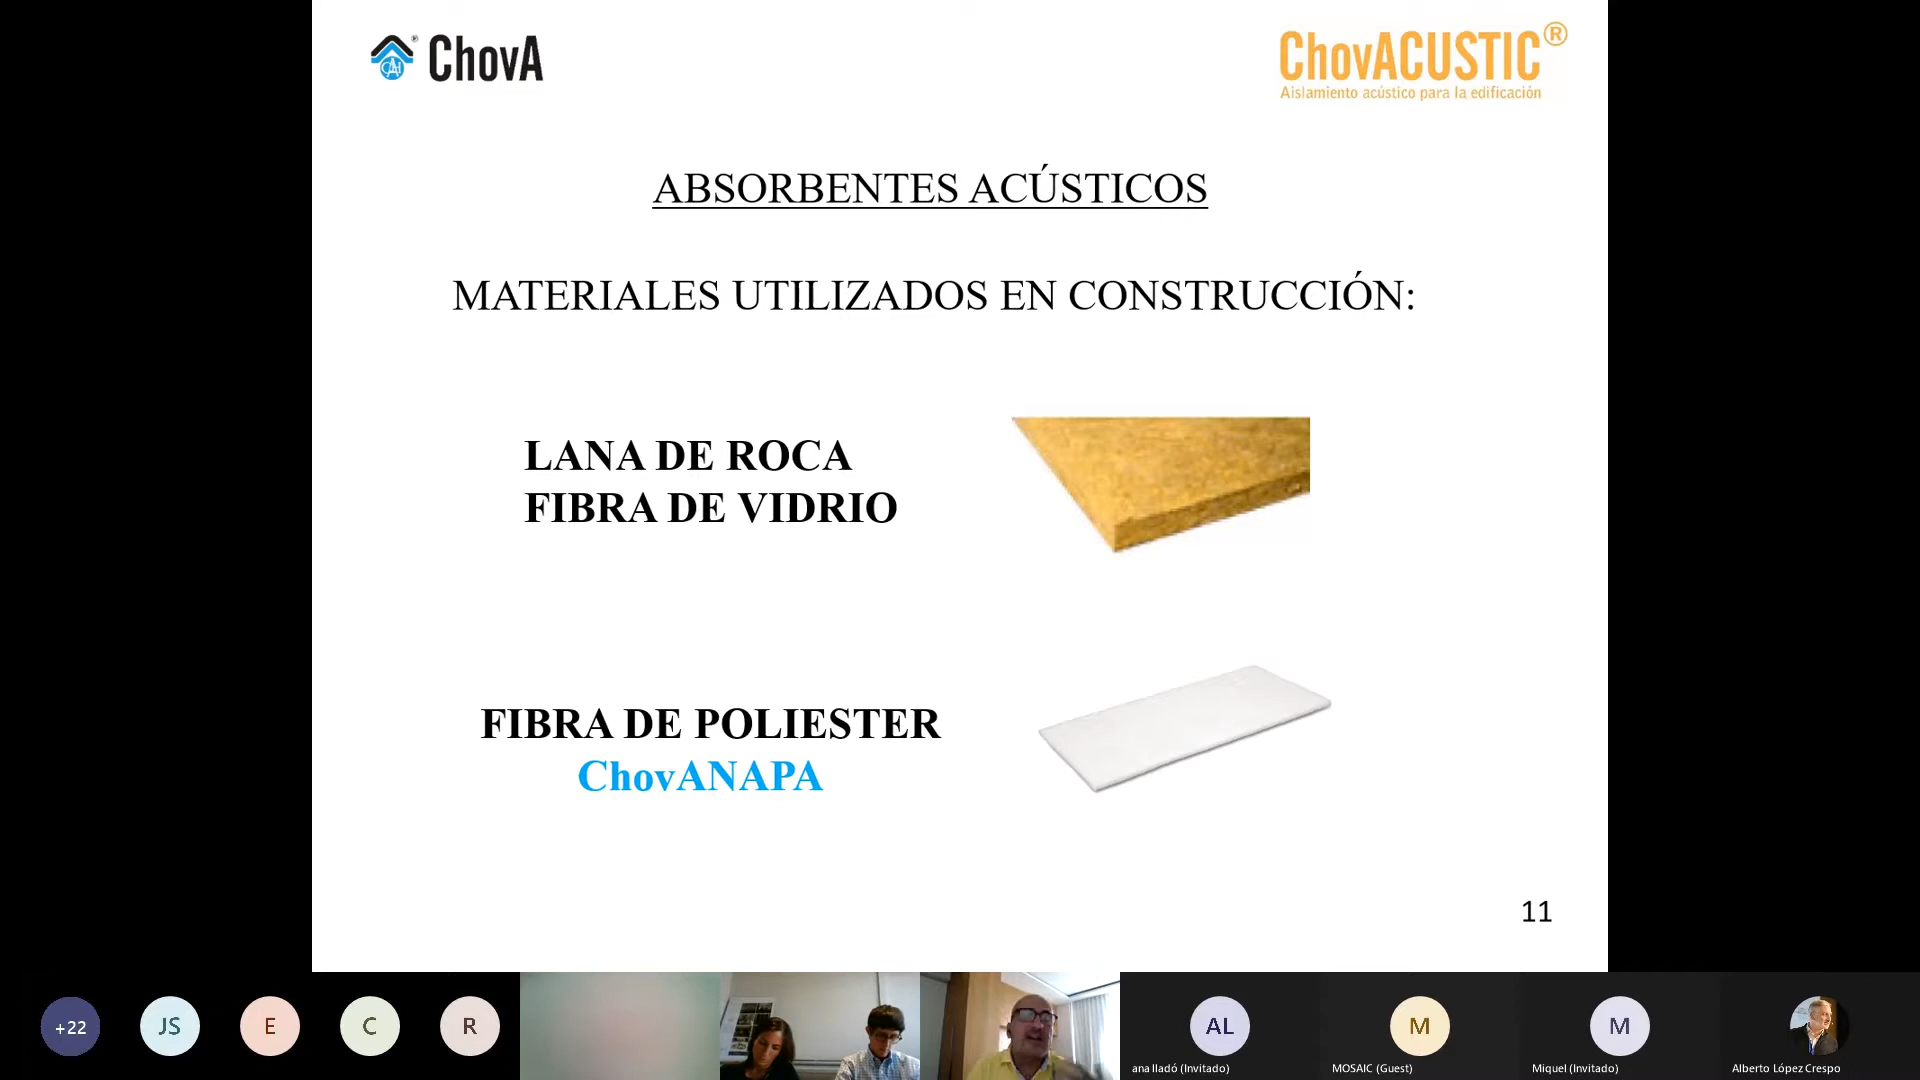 ChovA
ChovACUSTIC®
Aislamiento acústico para la edificación
ABSORBENTES ACÚSTICOS
MATERIALES UTILIZADOS EN CONSTRUCCIÓN:
LANA DE ROCA
FIBRA DE VIDRIO
FIBRA DE POLIESTER
ChovANAPA
11
+22
JS
E
C
R
AL
ana lladó (Invitado)
M
MOSAIC (Guest)
M
Miquel (Invitado)
Alberto López Crespo